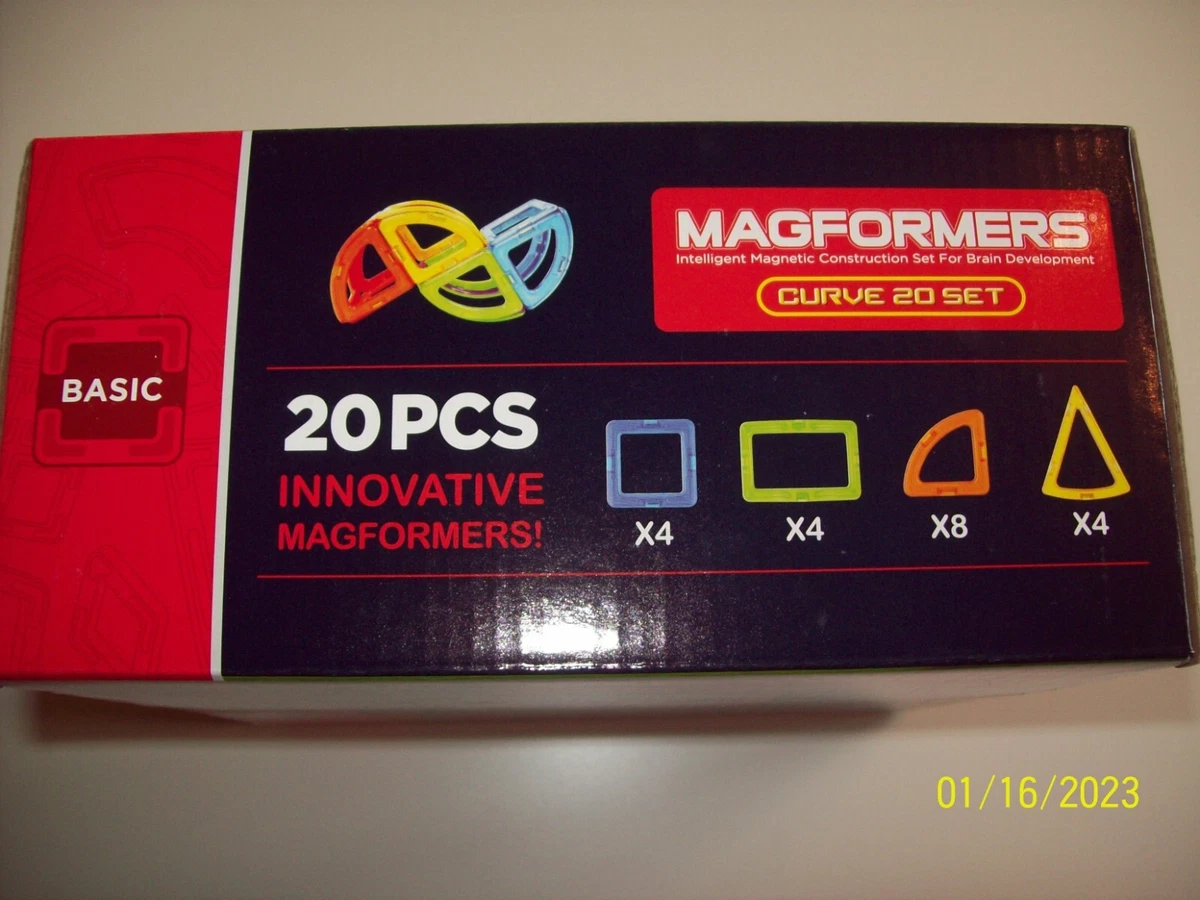 MAGFORMERS®
Intelligent Magnetic Construction Set For Brain Development
CURVE 20 SET
BASIC
20 PCS
INNOVATIVE
MAGFORMERS!
X4 X4 X8 X4
01/16/2023